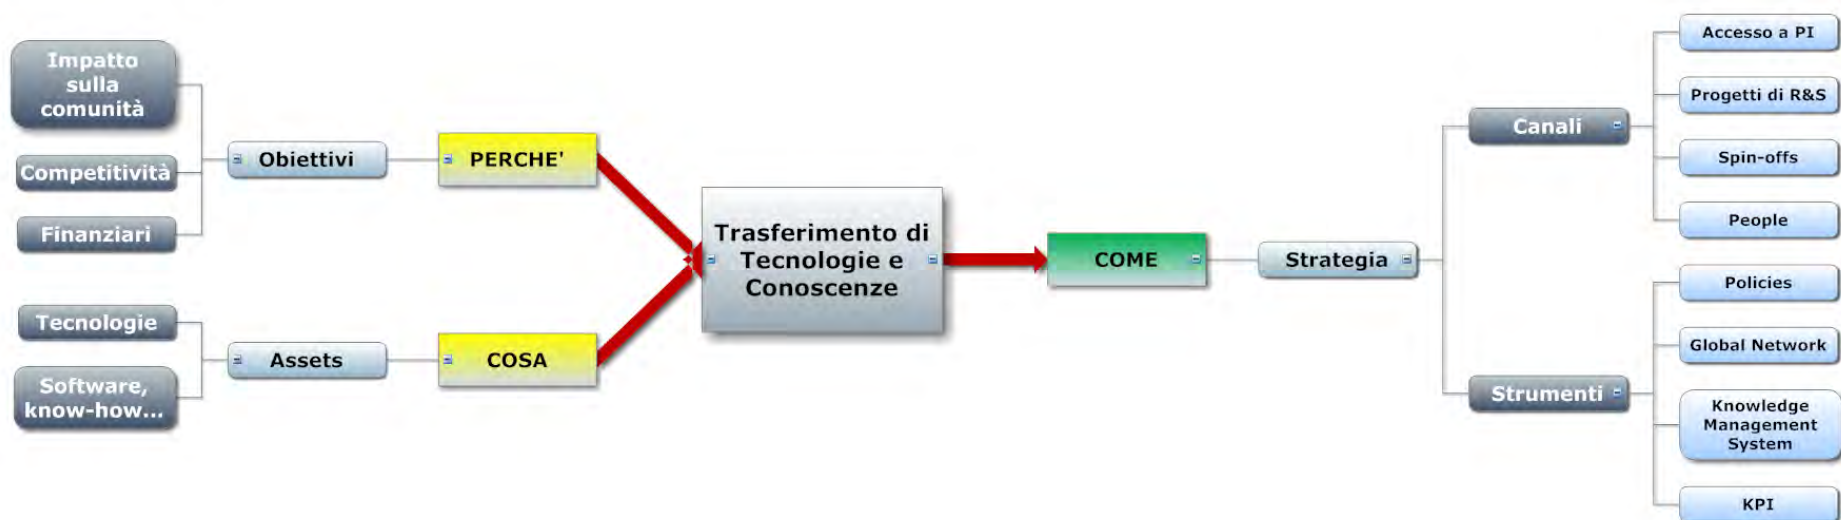 Impatto
sulla
comunità
Competitività
Finanziari
Obiettivi
PERCHE'
Tecnologie
Software,
know-how...
Assets
COSA
Trasferimento di
Tecnologie e
Conoscenze
COME
Strategia
Canali
Accesso a PI
Progetti di R&S
Spin-offs
People
Strumenti
Policies
Global Network
Knowledge
Management
System
KPI